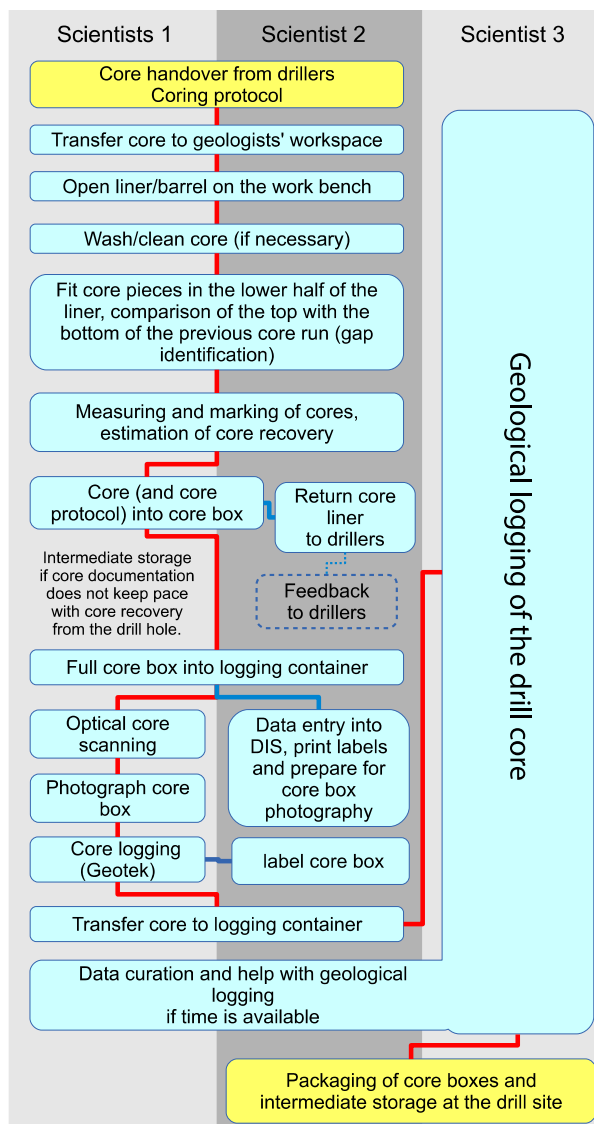 Scientists 1
Scientist 2
Scientist 3
Core handover from drillers
Coring protocol
Transfer core to geologists' workspace
Open liner/barrel on the work bench
Wash/clean core (if necessary)
Fit core pieces in the lower half of the
liner, comparison of the top with the
bottom of the previous core run (gap
identification)
Measuring and marking of cores,
estimation of core recovery
Core (and core
protocol) into core box
Return core
liner
to drillers
Intermediate storage
if core documentation
does not keep pace
with core recovery
from the drill hole.
Feedback
to drillers
Full core box into logging container
Optical core
scanning
Data entry into
DIS, print labels
and prepare for
core box
photography
Photograph core
box
Core logging
(Geotek)
label core box
Transfer core to logging container
Geological logging of the drill core
Data curation and help with geological
logging
if time is available
Packaging of core boxes and
intermediate storage at the drill site